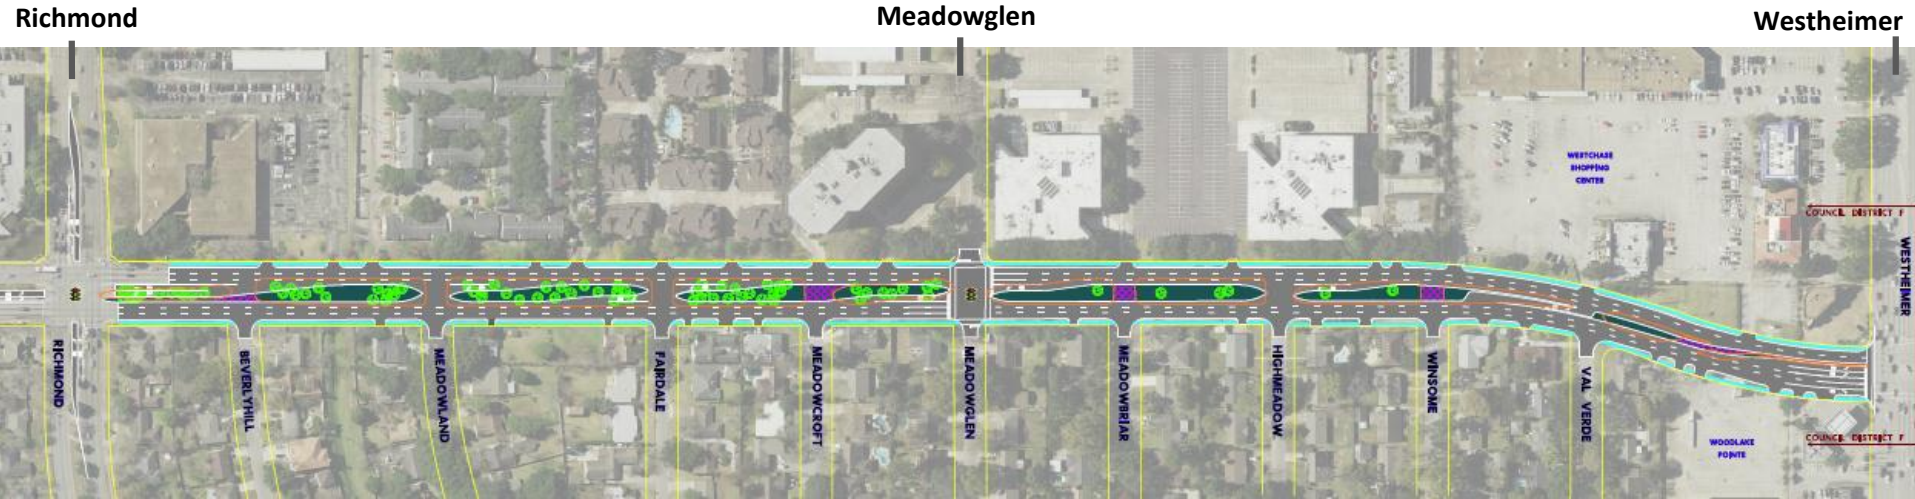 Richmond
Meadowglen
Westheimer
WESTCHASE
SHOPPING
CENTER
COUNCIL DISTRICT F
WESTHEIMER
RICHMOND
BEVERLYHILL
MEADOWLAND
FAIRDALE
MEADOWCROFT
MEADOWGLEN
MEADOWBRIAR
HIGHMEADOW
WINSOME
VAL VERDE
WOODLAKE
POINTE
COUNCIL DISTRICT F